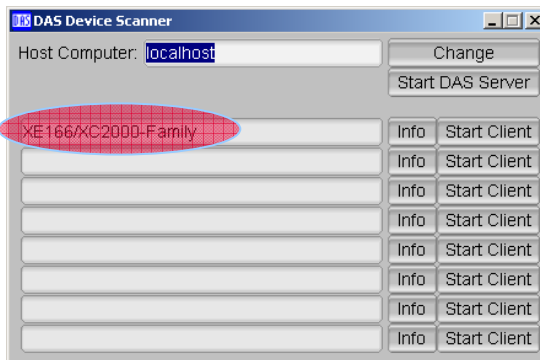 DAS DAS Device Scanner
Host Computer: localhost Change
Start DAS Server
XE166/XC2000-Family Info Start Client
Info Start Client
Info Start Client
Info Start Client
Info Start Client
Info Start Client
Info Start Client
Info Start Client